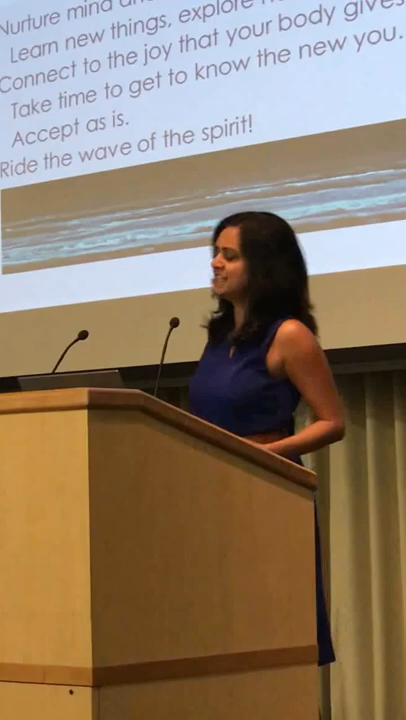 Nurture mind
Learn new things, explore
Connect to the joy that your body gives
Take time to get to know the new you.
Accept as is.
Ride the wave of the spirit!